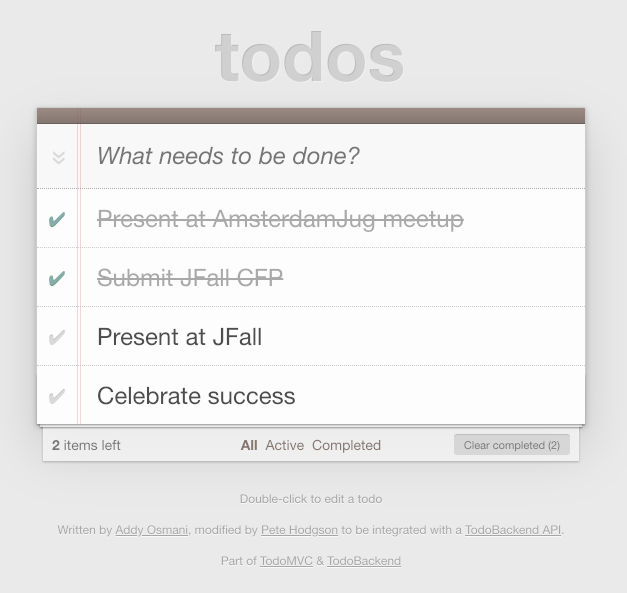 todos
What needs to be done?
Present at AmsterdamJug meetup
Submit JFall CFP
Present at JFall
Celebrate success
2 items left All Active Completed Clear completed (2)
Double-click to edit a todo
Written by Addy Osmani, modified by Pete Hodgson to be integrated with a TodoBackend API.
Part of TodoMVC & TodoBackend